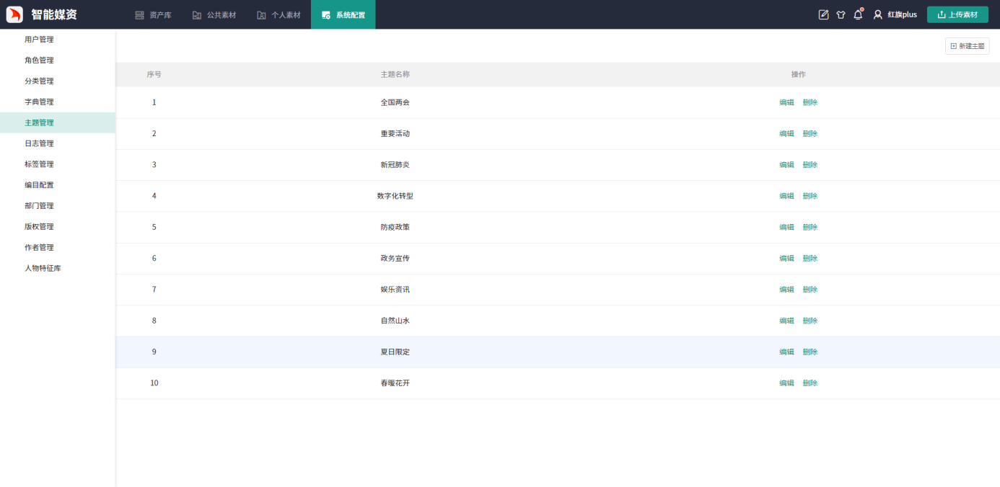 智能媒资 资产库 公共素材 个人素材 系统配置 红旗plus 上传素材
新建主题
用户管理
角色管理
分类管理
字典管理
主题管理
日志管理
标签管理
编目配置
部门管理
版权管理
作者管理
人物特征库
序号 主题名称 操作
1 全国两会 编辑 删除
2 重要活动 编辑 删除
3 新冠肺炎 编辑 删除
4 数字化转型 编辑 删除
5 防疫政策 编辑 删除
6 政务宣传 编辑 删除
7 娱乐资讯 编辑 删除
8 自然山水 编辑 删除
9 夏日限定 编辑 删除
10 春暖花开 编辑 删除